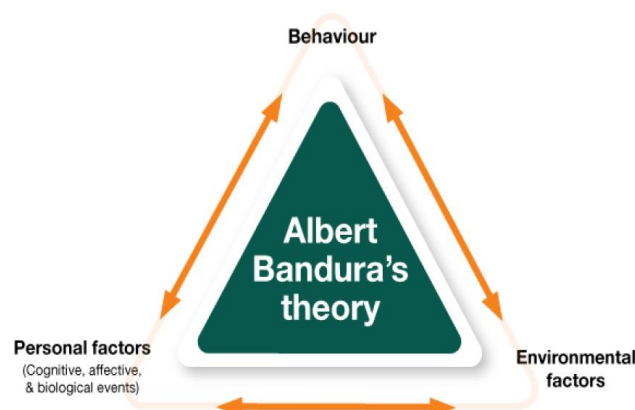 Behaviour
Albert
Bandura's
theory
Personal factors
(Cognitive, affective,
& biological events)
Environmental
factors